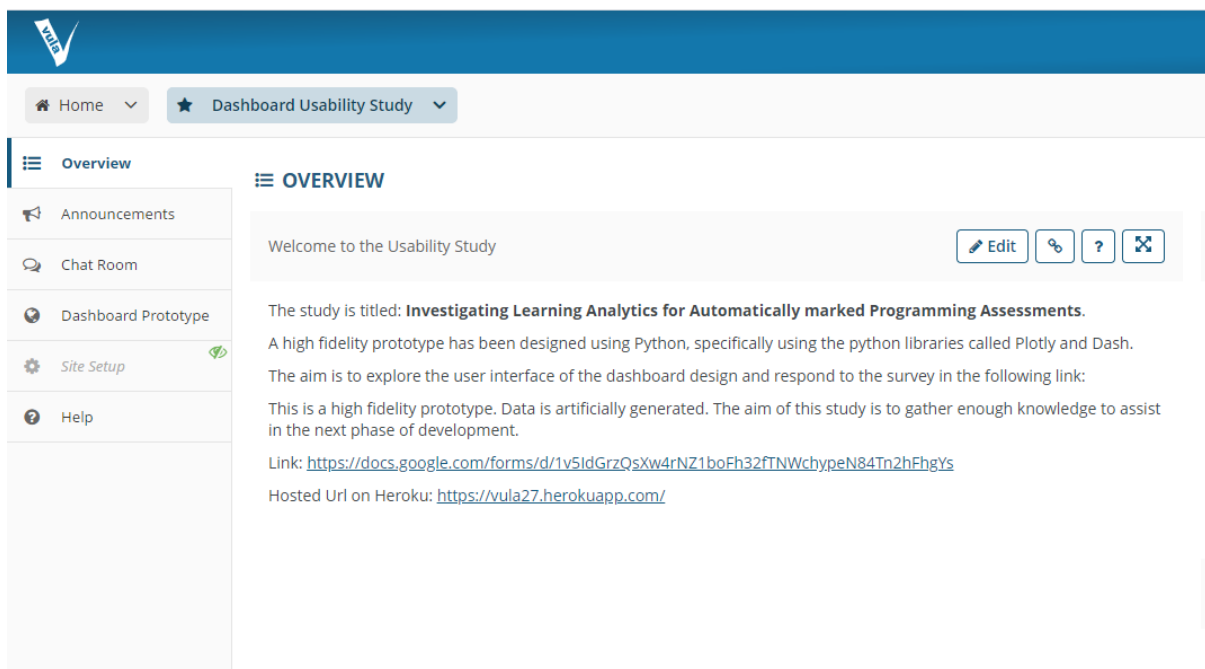 vula
Home
Dashboard Usability Study
Overview
Announcements
Chat Room
Dashboard Prototype
Site Setup
Help
OVERVIEW
Welcome to the Usability Study
Edit
?
The study is titled: Investigating Learning Analytics for Automatically marked Programming Assessments.
A high fidelity prototype has been designed using Python, specifically using the python libraries called Plotly and Dash.
The aim is to explore the user interface of the dashboard design and respond to the survey in the following link:
This is a high fidelity prototype. Data is artificially generated. The aim of this study is to gather enough knowledge to assist
in the next phase of development.
Link: https://docs.google.com/forms/d/1v5IdGrzQsXw4rNZ1boFh32fTNWchypeN84Tn2hFhgYs
Hosted Url on Heroku: https://vula27.herokuapp.com/